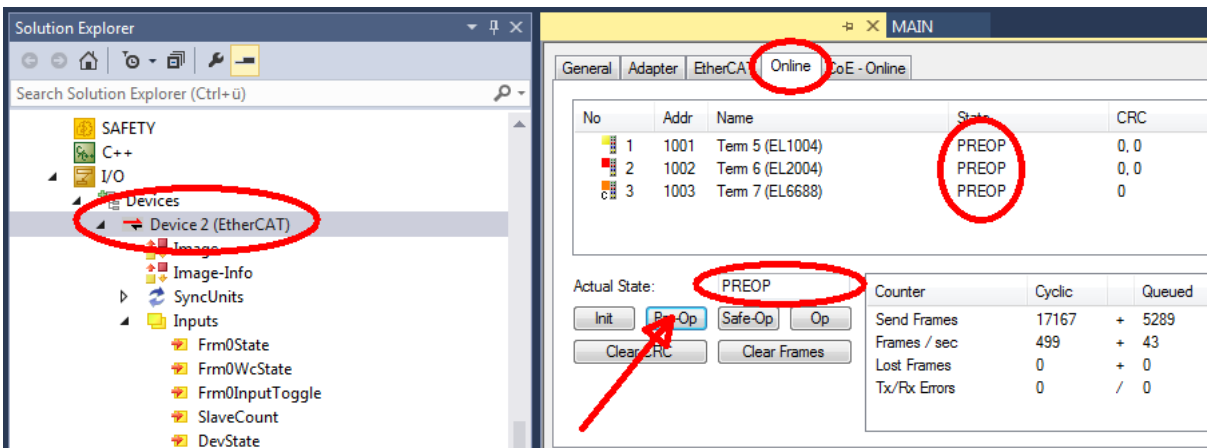 Solution Explorer
Search Solution Explorer (Ctrl+ü)
SAFETY
C++
I/O
Devices
Device 2 (EtherCAT)
Image
Image-Info
SyncUnits
Inputs
Frm0State
Frm0WcState
Frm0InputToggle
SlaveCount
DevState
MAIN
General Adapter EtherCAT Online CoE - Online
No Addr Name State CRC
1 1001 Term 5 (EL1004) PREOP 0, 0
2 1002 Term 6 (EL2004) PREOP 0, 0
3 1003 Term 7 (EL6688) PREOP 0
Actual State: PREOP
Init Pre-Op Safe-Op Op
Clear CRC Clear Frames
Counter Cyclic Queued
Send Frames 17167 + 5289
Frames / sec 499 + 43
Lost Frames 0 + 0
Tx/Rx Errors 0 / 0